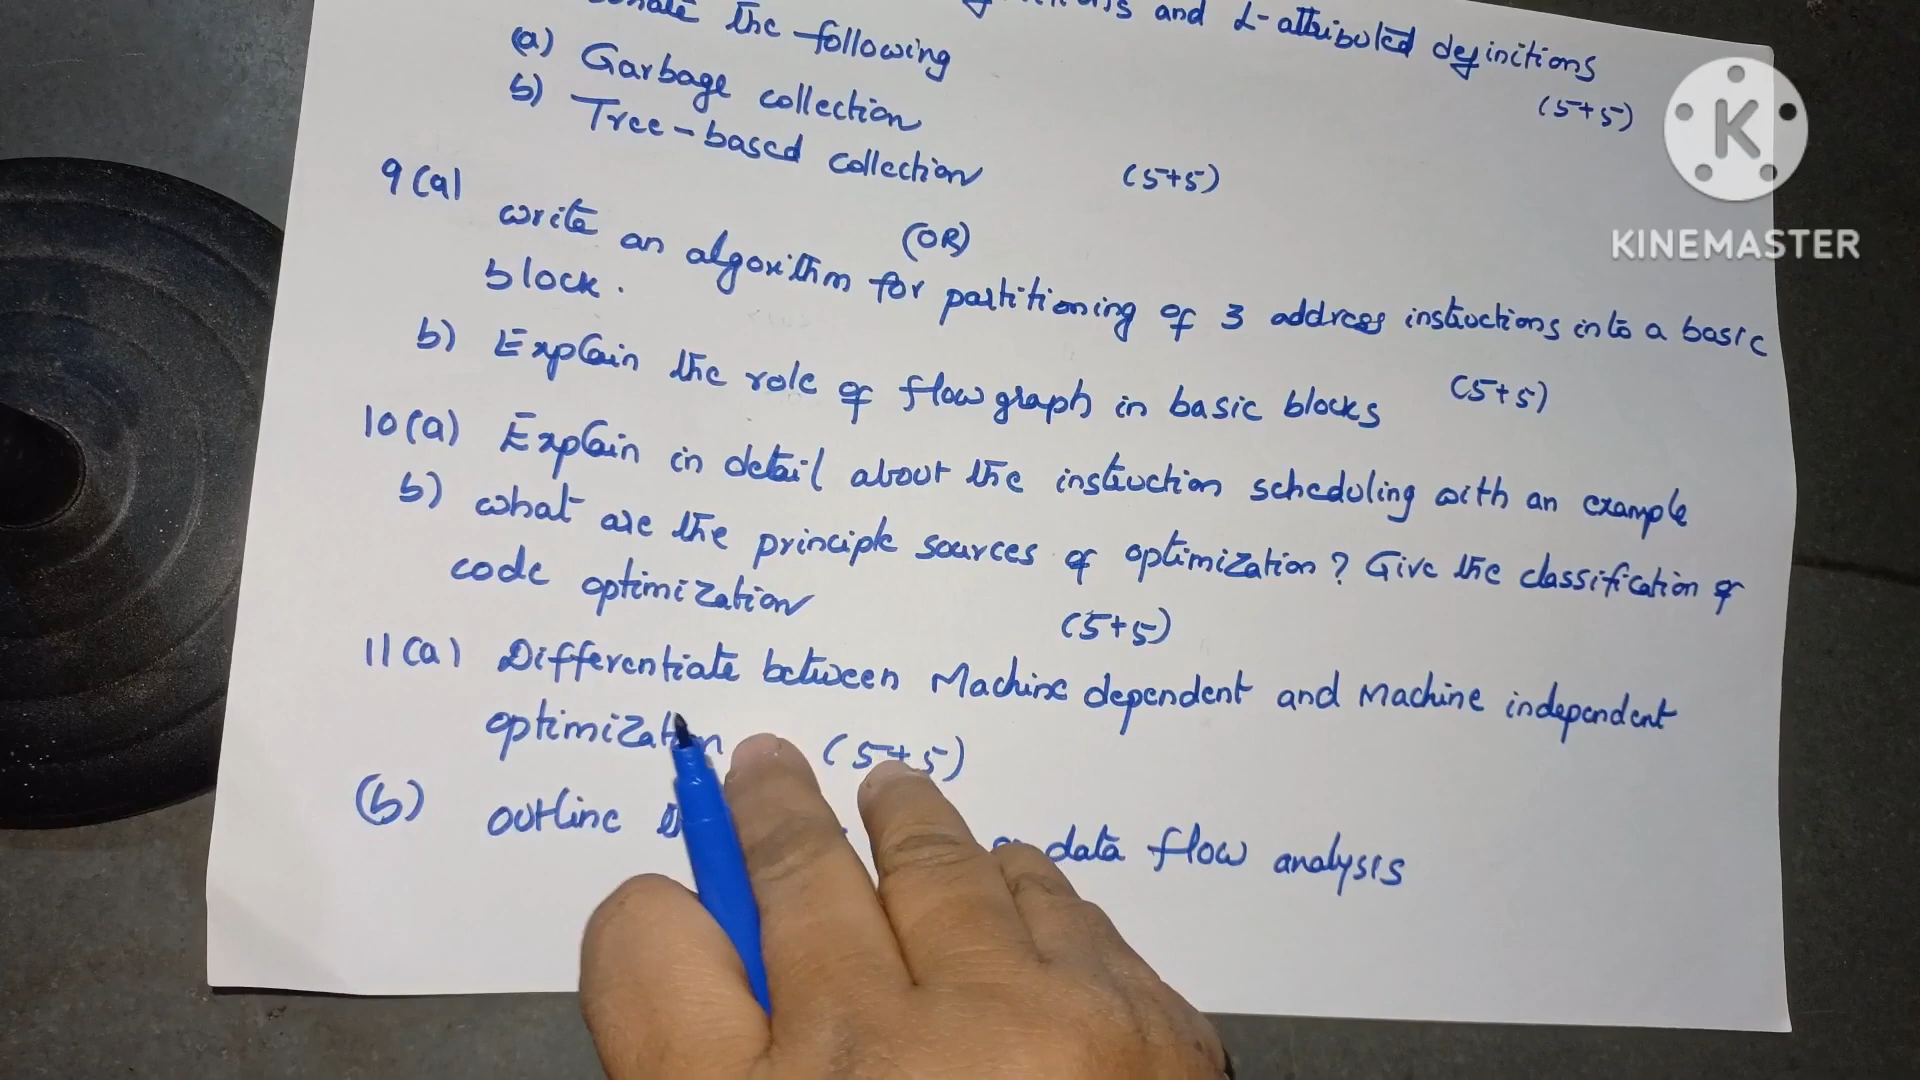 and L-attributed definitions
the following
(5+5)
(a) Garbage collection
b) Tree-based collection
(5+5)
(OR)
9(a) write an algorithm for partitioning of 3 address instructions into a basic
block.
b) Explain the role of flow graph in basic blocks (5+5)
10(a) Explain in detail about the instruction scheduling with an example
b) what are the principle sources of optimization? Give the classification of
code optimization (5+5)
11(a) Differentiate between Machine dependent and Machine independent
optimization (5+5)
(b) outline data flow analysis
K
KINEMASTER